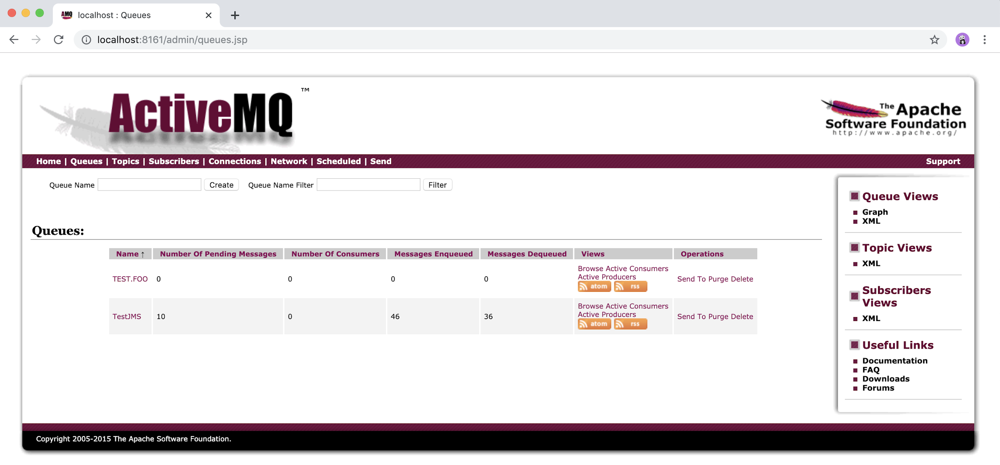 AMQ localhost : Queues
localhost:8161/admin/queues.jsp
ActiveMQ ™
The Apache
Software Foundation
http://www.apache.org/
Home | Queues | Topics | Subscribers | Connections | Network | Scheduled | Send
Support
Queue Name Create Queue Name Filter Filter
Queues:
Name ↑ Number Of Pending Messages Number Of Consumers Messages Enqueued Messages Dequeued Views Operations
TEST.FOO 0 0 0 0
Browse Active Consumers
Active Producers
atom rss
Send To Purge Delete
TestJMS 10 0 46 36
Browse Active Consumers
Active Producers
atom rss
Send To Purge Delete
Queue Views
Graph
XML
Topic Views
XML
Subscribers
Views
XML
Useful Links
Documentation
FAQ
Downloads
Forums
Copyright 2005-2015 The Apache Software Foundation.